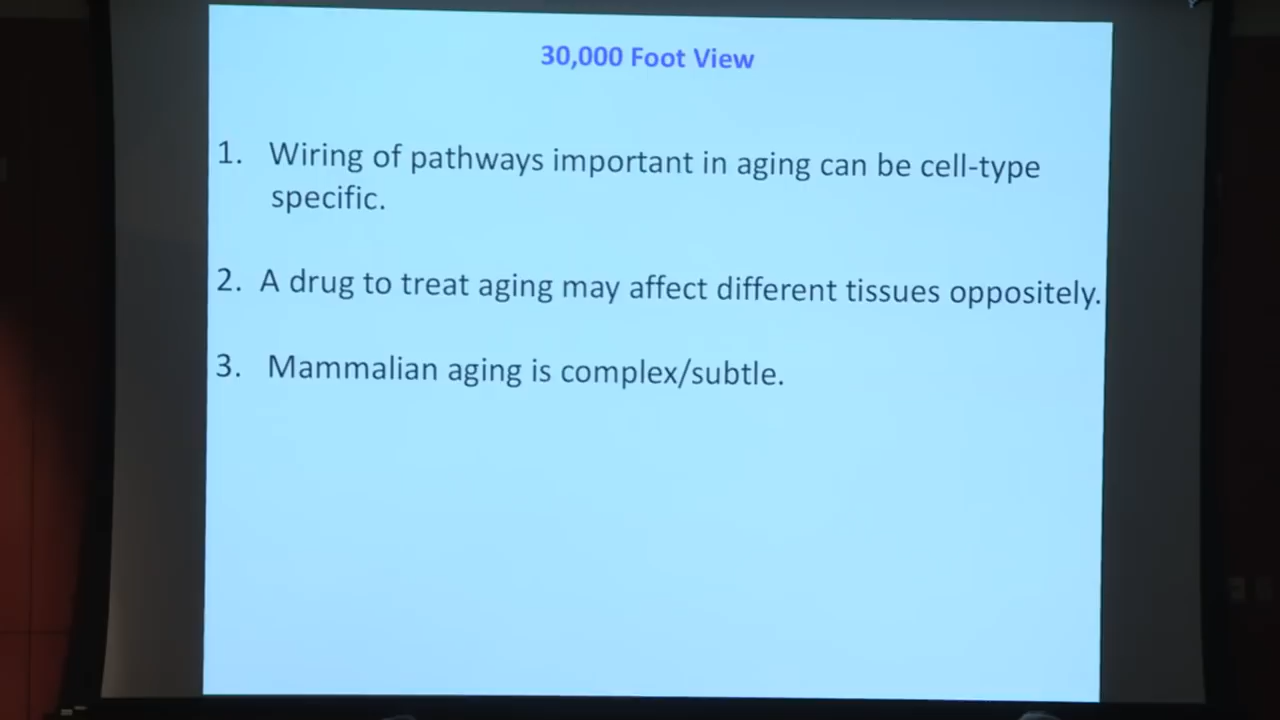 30,000 Foot View
1. Wiring of pathways important in aging can be cell-type
specific.
2. A drug to treat aging may affect different tissues oppositely.
3. Mammalian aging is complex/subtle.